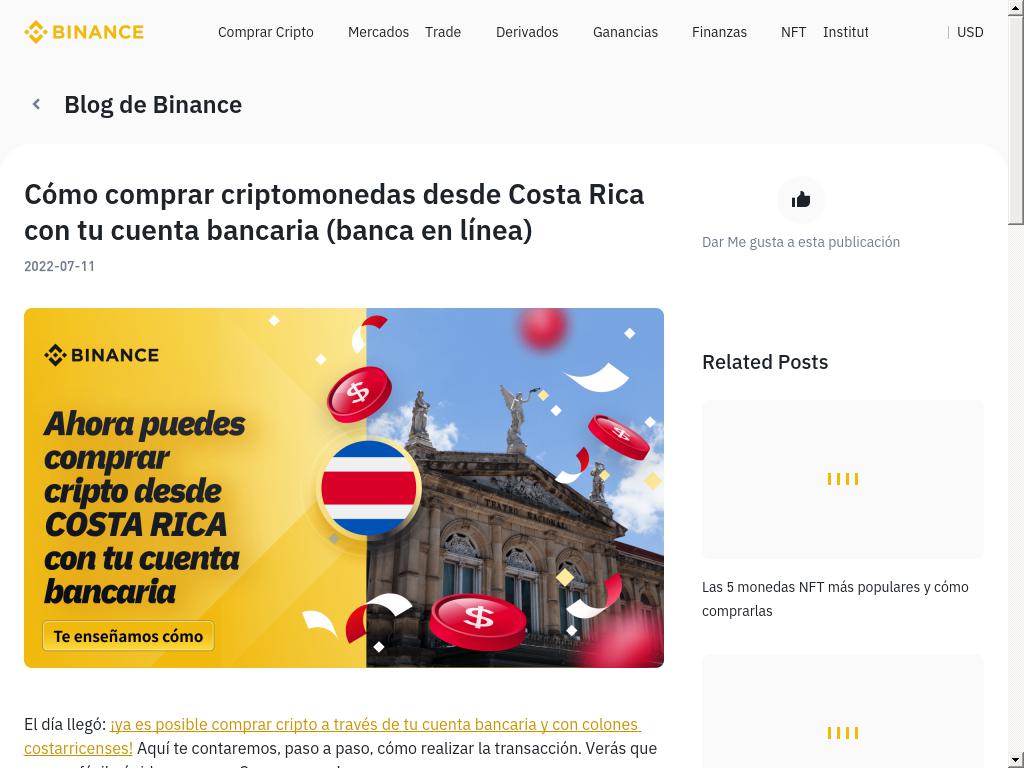 BINANCE
Comprar Cripto
Mercados
Trade
Derivados
Ganancias
Finanzas
NFT
Institut
USD
Blog de Binance
Cómo comprar criptomonedas desde Costa Rica
con tu cuenta bancaria (banca en línea)
2022-07-11
BINANCE
Ahora puedes
comprar
cripto desde
COSTA RICA
con tu cuenta
bancaria
Te enseñamos cómo
TEATRO NACIONAL
El día llegó: ¡ya es posible comprar cripto a través de tu cuenta bancaria y con colones
costarricenses! Aquí te contaremos, paso a paso, cómo realizar la transacción. Verás que
Dar Me gusta a esta publicación
Related Posts
Las 5 monedas NFT más populares y cómo
comprarlas